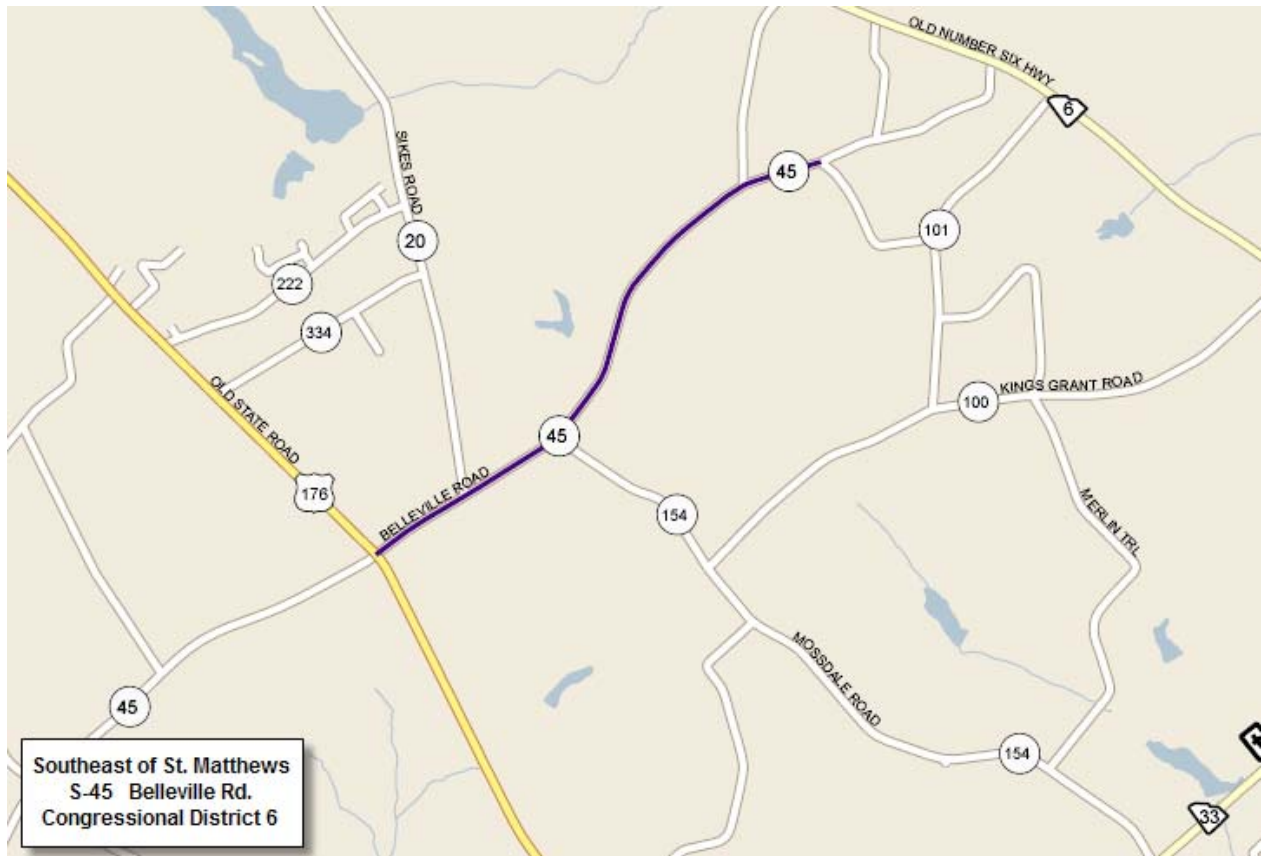 OLD NUMBER SIX HWY
6
SIKES ROAD
45
20
101
222
334
KINGS GRANT ROAD
100
OLD STATE ROAD
45
BELLEVILLE ROAD
176
154
MERLIN TRL
MOSSDALE ROAD
45
154
33
Southeast of St. Matthews
S-45 Belleville Rd.
Congressional District 6